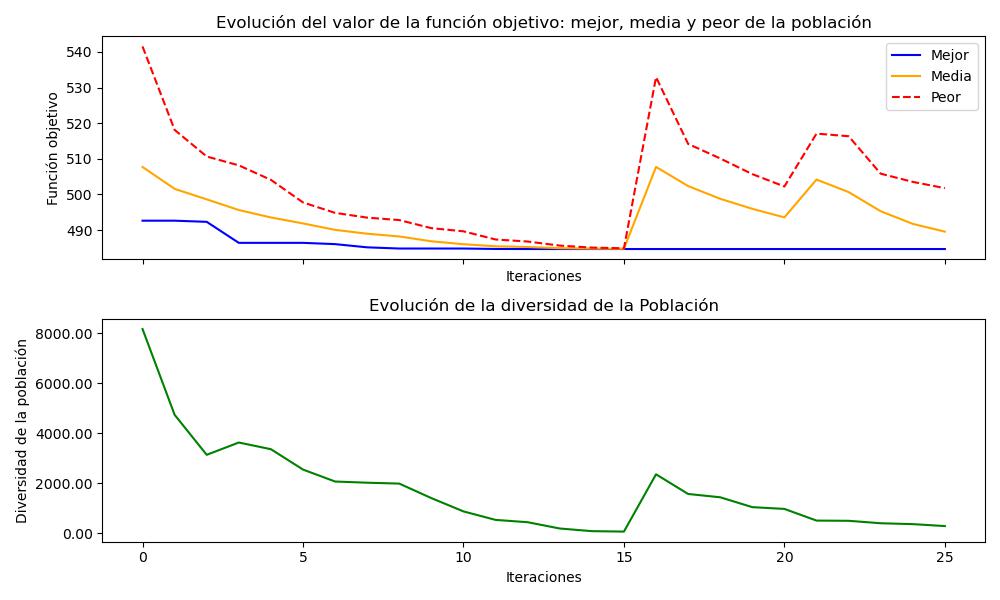 Evolución del valor de la función objetivo: mejor, media y peor de la población
Función objetivo
540
530
520
510
500
490
Mejor
Media
Peor
Iteraciones
Evolución de la diversidad de la Población
Diversidad de la población
8000.00
6000.00
4000.00
2000.00
0.00
0 5 10 15 20 25
Iteraciones